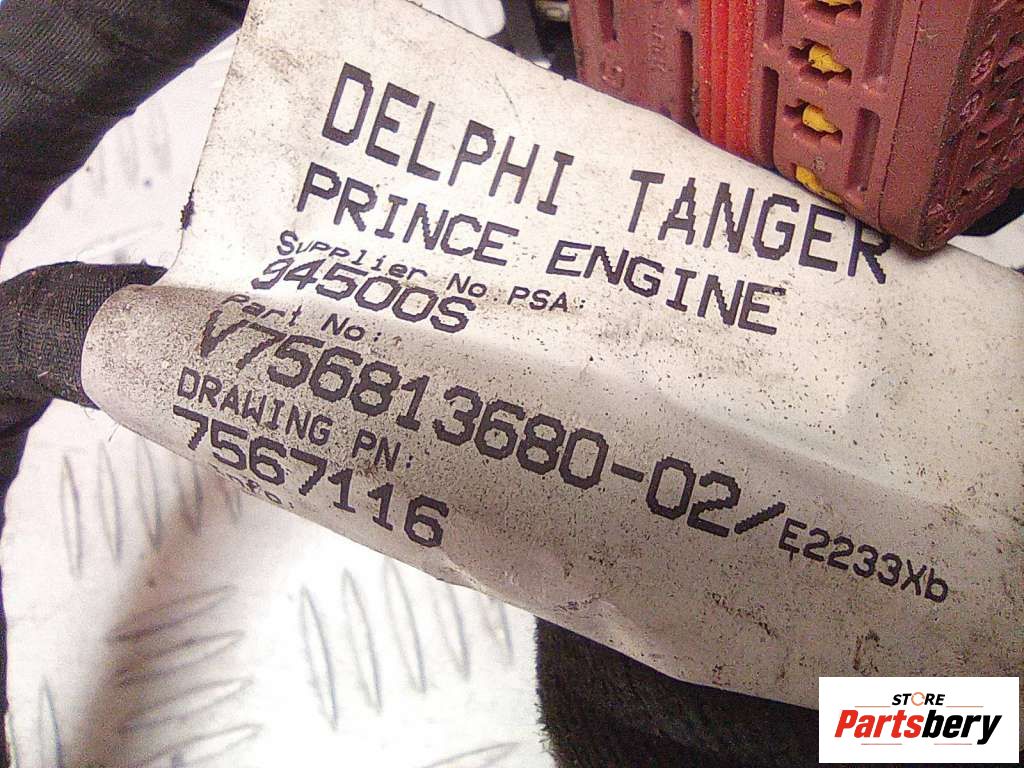 DELPHI TANGER
PRINCE ENGINE
Supplier No PSA:
94500S
Part No:
V756813680-02/E2233Xb
DRAWING PN:
7567116
STORE
Partsbery